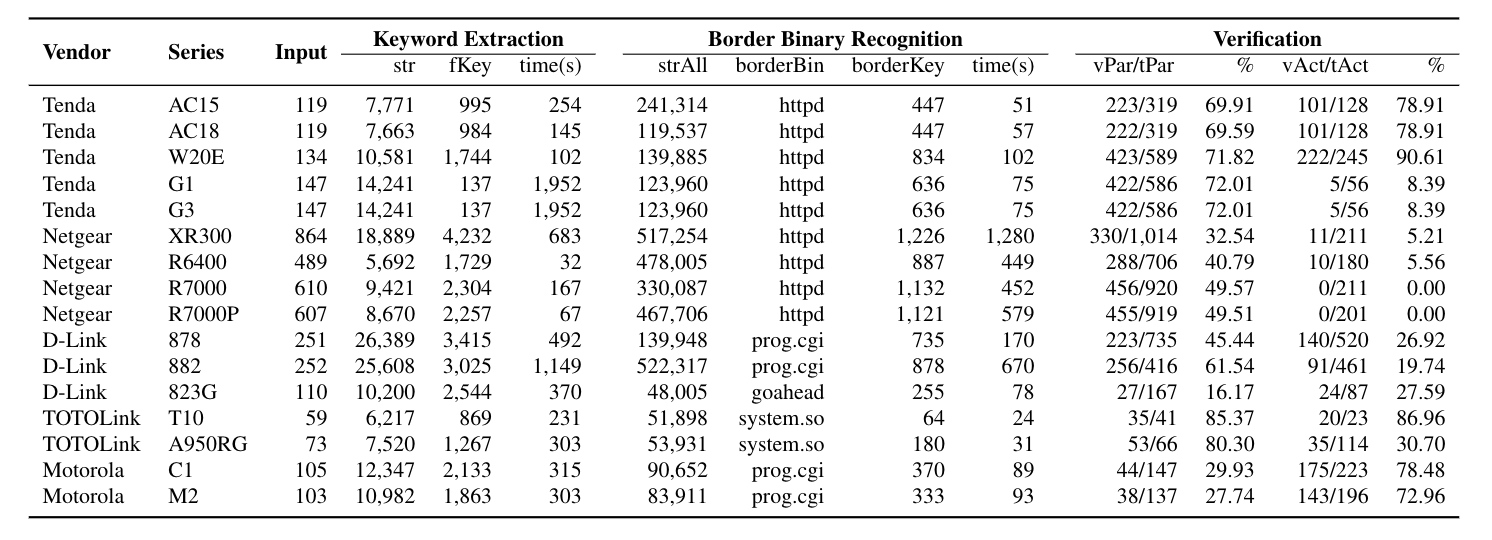 Vendor Series Input Keyword Extraction Border Binary Recognition Verification
str fKey time(s) strAll borderBin borderKey time(s) vPar/tPar % vAct/tAct %
Tenda AC15 119 7,771 995 254 241,314 httpd 447 51 223/319 69.91 101/128 78.91
Tenda AC18 119 7,663 984 145 119,537 httpd 447 57 222/319 69.59 101/128 78.91
Tenda W20E 134 10,581 1,744 102 139,885 httpd 834 102 423/589 71.82 222/245 90.61
Tenda G1 147 14,241 137 1,952 123,960 httpd 636 75 422/586 72.01 5/56 8.39
Tenda G3 147 14,241 137 1,952 123,960 httpd 636 75 422/586 72.01 5/56 8.39
Netgear XR300 864 18,889 4,232 683 517,254 httpd 1,226 1,280 330/1,014 32.54 11/211 5.21
Netgear R6400 489 5,692 1,729 32 478,005 httpd 887 449 288/706 40.79 10/180 5.56
Netgear R7000 610 9,421 2,304 167 330,087 httpd 1,132 452 456/920 49.57 0/211 0.00
Netgear R7000P 607 8,670 2,257 67 467,706 httpd 1,121 579 455/919 49.51 0/201 0.00
D-Link 878 251 26,389 3,415 492 139,948 prog.cgi 735 170 223/735 45.44 140/520 26.92
D-Link 882 252 25,608 3,025 1,149 522,317 prog.cgi 878 670 256/416 61.54 91/461 19.74
D-Link 823G 110 10,200 2,544 370 48,005 goahead 255 78 27/167 16.17 24/87 27.59
TOTOLink T10 59 6,217 869 231 51,898 system.so 64 24 35/41 85.37 20/23 86.96
TOTOLink A950RG 73 7,520 1,267 303 53,931 system.so 180 31 53/66 80.30 35/114 30.70
Motorola C1 105 12,347 2,133 315 90,652 prog.cgi 370 89 44/147 29.93 175/223 78.48
Motorola M2 103 10,982 1,863 303 83,911 prog.cgi 333 93 38/137 27.74 143/196 72.96